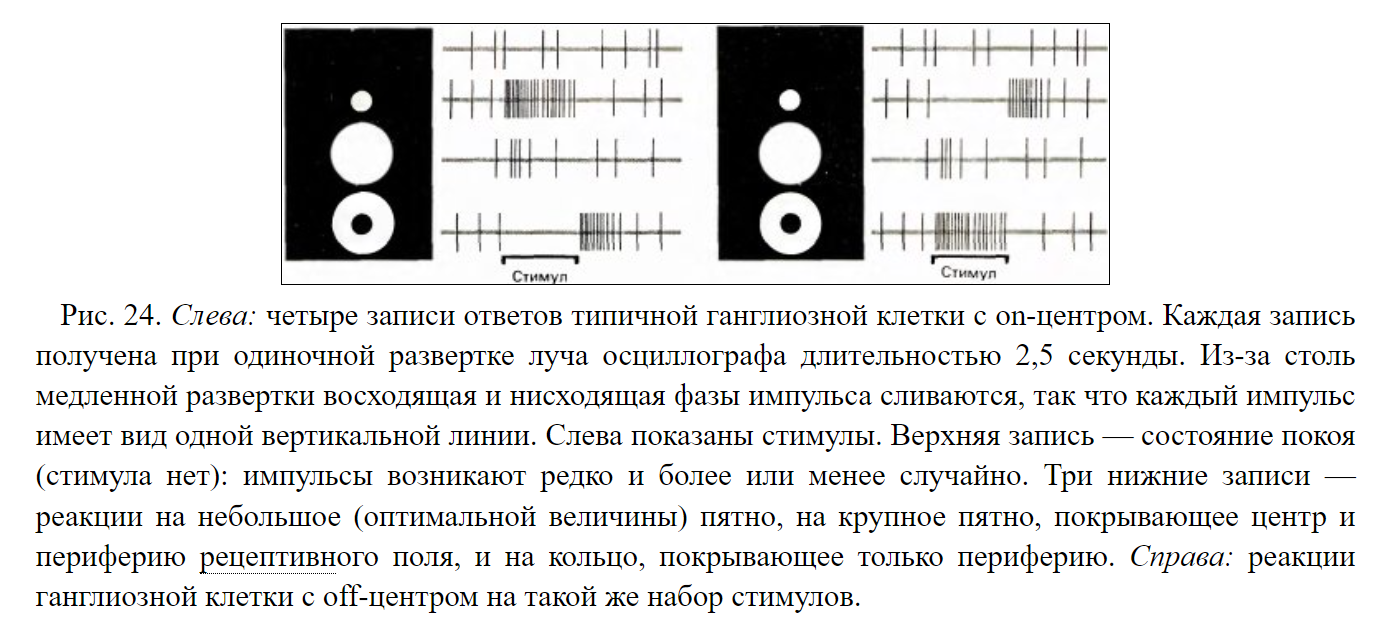 Стимул
Стимул
Рис. 24. Слева: четыре записи ответов типичной ганглиозной клетки с on-центром. Каждая запись
получена при одиночной развертке луча осциллографа длительностью 2,5 секунды. Из-за столь
медленной развертки восходящая и нисходящая фазы импульса сливаются, так что каждый импульс
имеет вид одной вертикальной линии. Слева показаны стимулы. Верхняя запись — состояние покоя
(стимула нет): импульсы возникают редко и более или менее случайно. Три нижние записи —
реакции на небольшое (оптимальной величины) пятно, на крупное пятно, покрывающее центр и
периферию рецептивного поля, и на кольцо, покрывающее только периферию. Справа: реакции
ганглиозной клетки с off-центром на такой же набор стимулов.